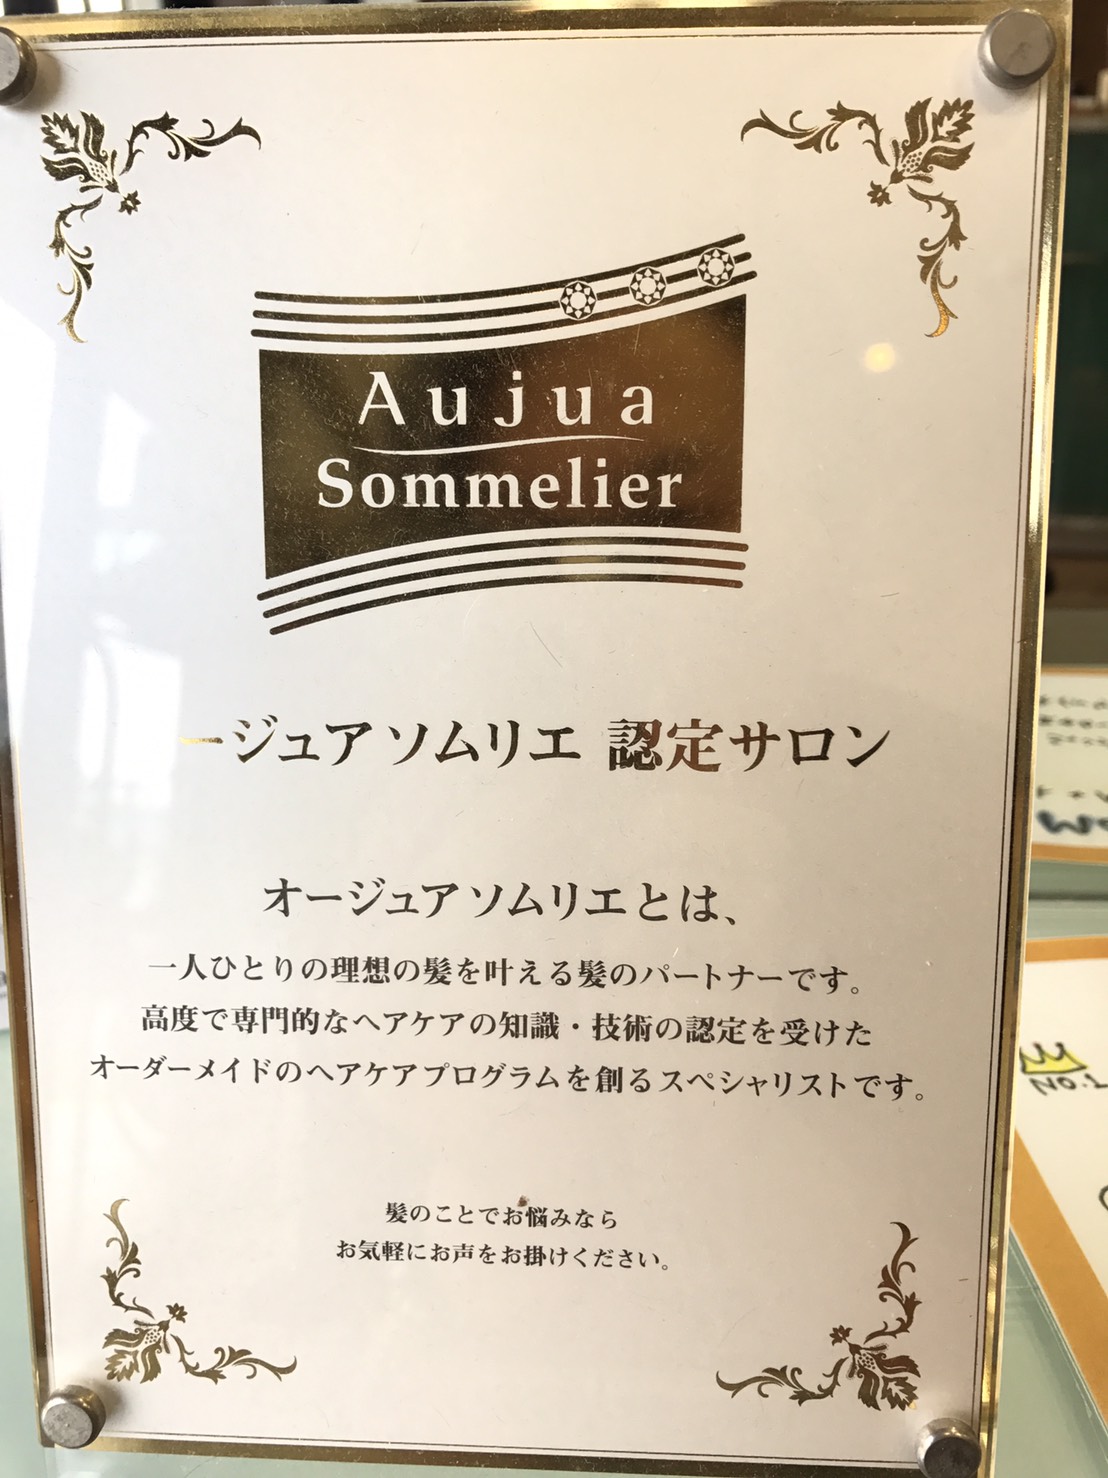 Aujua
Sommelier
ージュア ソムリエ 認定サロン
オージュア ソムリエとは、
一人ひとりの理想の髪を叶える髪のパートナーです。
高度で専門的なヘアケアの知識・技術の認定を受けた
オーダーメイドのヘアケアプログラムを創るスペシャリストです。
髪のことでお悩みなら
お気軽にお声をお掛けください。
NO.1